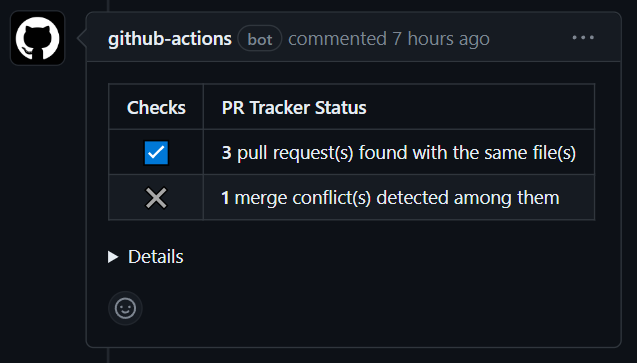 github-actions bot commented 7 hours ago
Checks PR Tracker Status
3 pull request(s) found with the same file(s)
1 merge conflict(s) detected among them
Details